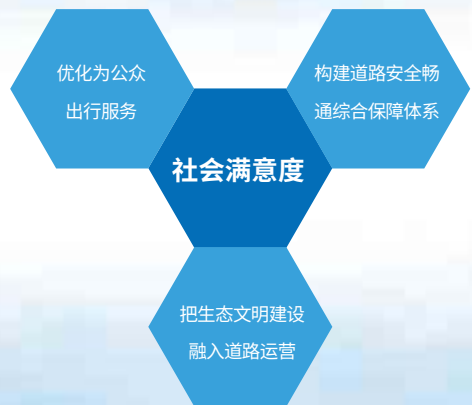 优化为公众
出行服务
构建道路安全畅
通综合保障体系
社会满意度
把生态文明建设
融入道路运营